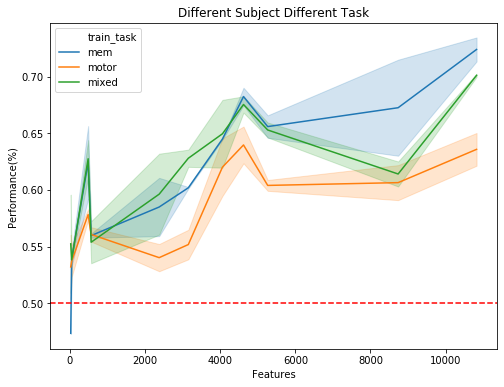 Different Subject Different Task
train_task
mem
motor
mixed
Performance(%)
0.70
0.65
0.60
0.55
0.50
0
2000
4000
6000
8000
10000
Features